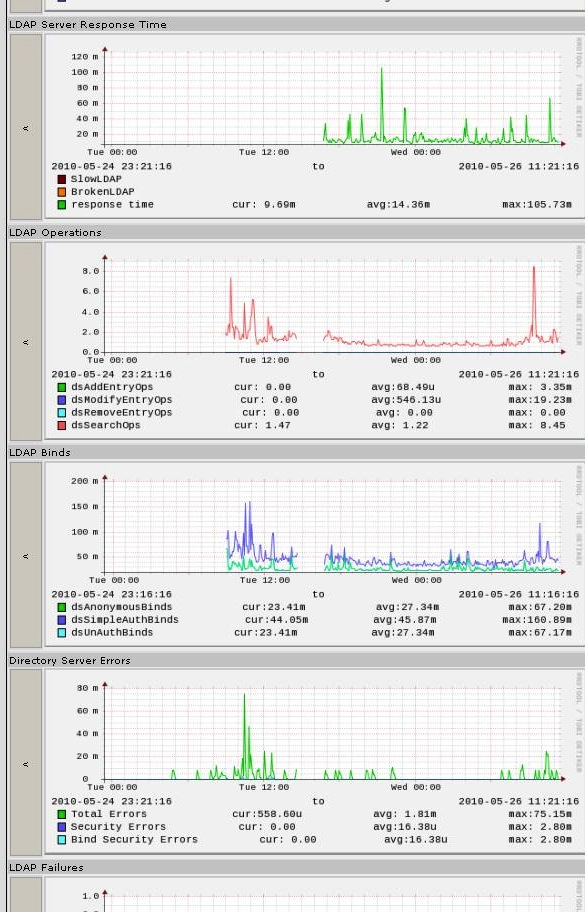 LDAP Server Response Time
120 m
100 m
80 m
60 m
40 m
20 m
RRDTOOL / TOBI OETIKER
Tue 00:00 Tue 12:00 Wed 00:00
2010-05-24 23:21:16 to 2010-05-26 11:21:16
SlowLDAP
BrokenLDAP
response time cur: 9.69m avg:14.36m max:105.73m
LDAP Operations
8.0
6.0
4.0
2.0
0.0
RRDTOOL / TOBI OETIKER
Tue 00:00 Tue 12:00 Wed 00:00
2010-05-24 23:21:16 to 2010-05-26 11:21:16
dsAddEntryOps cur: 0.00 avg:68.49u max: 3.35m
dsModifyEntryOps cur: 0.00 avg:546.13u max:19.23m
dsRemoveEntryOps cur: 0.00 avg: 0.00 max: 0.00
dsSearchOps cur: 1.47 avg: 1.22 max: 8.45
LDAP Binds
200 m
150 m
100 m
50 m
RRDTOOL / TOBI OETIKER
Tue 00:00 Tue 12:00 Wed 00:00
2010-05-24 23:16:16 to 2010-05-26 11:16:16
dsAnonymousBinds cur:23.41m avg:27.34m max:67.20m
dsSimpleAuthBinds cur:44.05m avg:45.87m max:160.89m
dsUnAuthBinds cur:23.41m avg:27.34m max:67.17m
Directory Server Errors
80 m
60 m
40 m
20 m
0
RRDTOOL / TOBI OETIKER
Tue 00:00 Tue 12:00 Wed 00:00
2010-05-24 23:21:16 to 2010-05-26 11:21:16
Total Errors cur:558.60u avg: 1.81m max:75.15m
Security Errors cur: 0.00 avg:16.38u max: 2.80m
Bind Security Errors cur: 0.00 avg:16.38u max: 2.80m
LDAP Failures
1.0